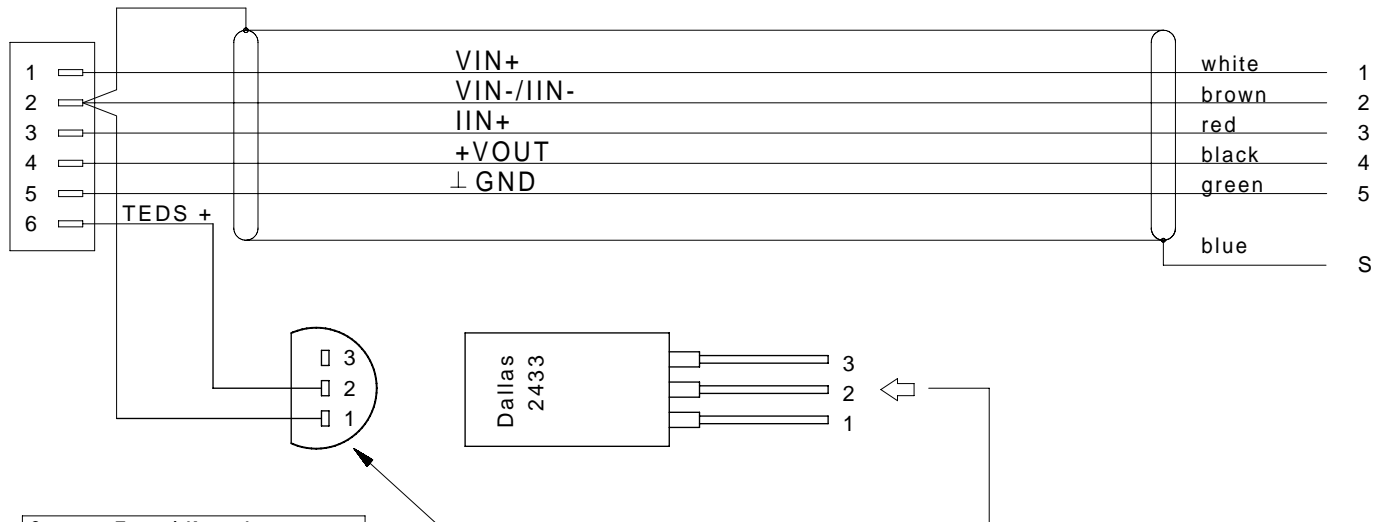 1 VIN+ white 1
2 VIN-/IIN- brown 2
3 IIN+ red 3
4 +VOUT black 4
5 ⊥ GND green 5
6 TEDS +
blue S
3
2
1
Dallas
2433
3
2
1